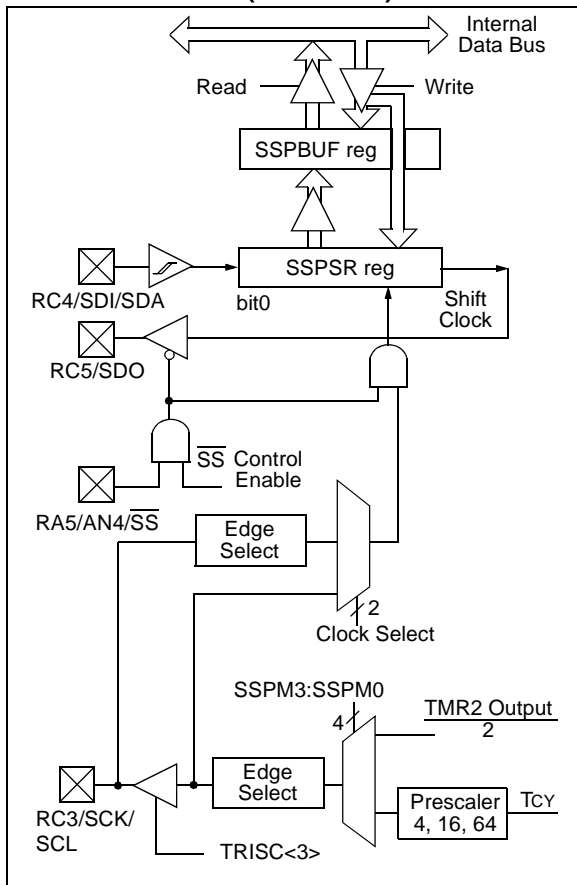 Internal
Data Bus
Read
Write
SSPBUF reg
SSPSR reg
RC4/SDI/SDA
bit0
Shift
Clock
RC5/SDO
SS Control
Enable
RA5/AN4/SS
Edge
Select
2
Clock Select
SSPM3:SSPM0
4
TMR2 Output
2
Edge
Select
Prescaler
4, 16, 64
TCY
RC3/SCK/
SCL
TRISC<3>